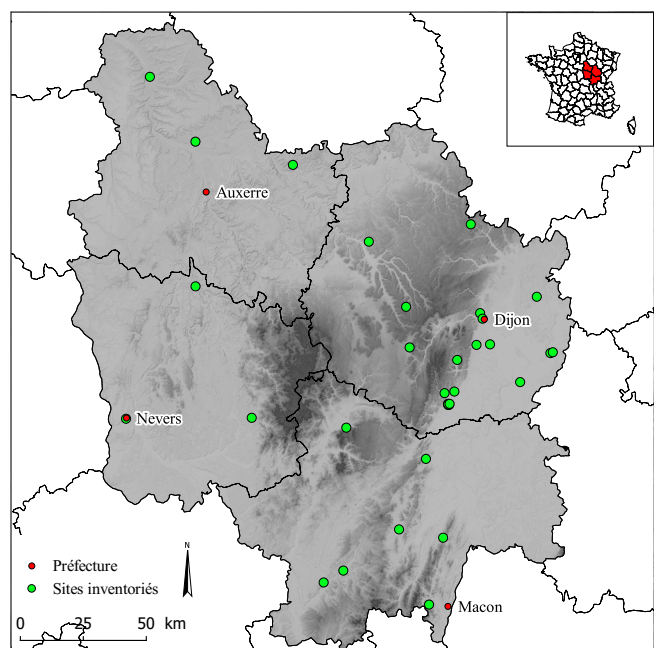 Auxerre
Dijon
Nevers
N
Préfecture
Sites inventoriés
Macon
0 25 50 km